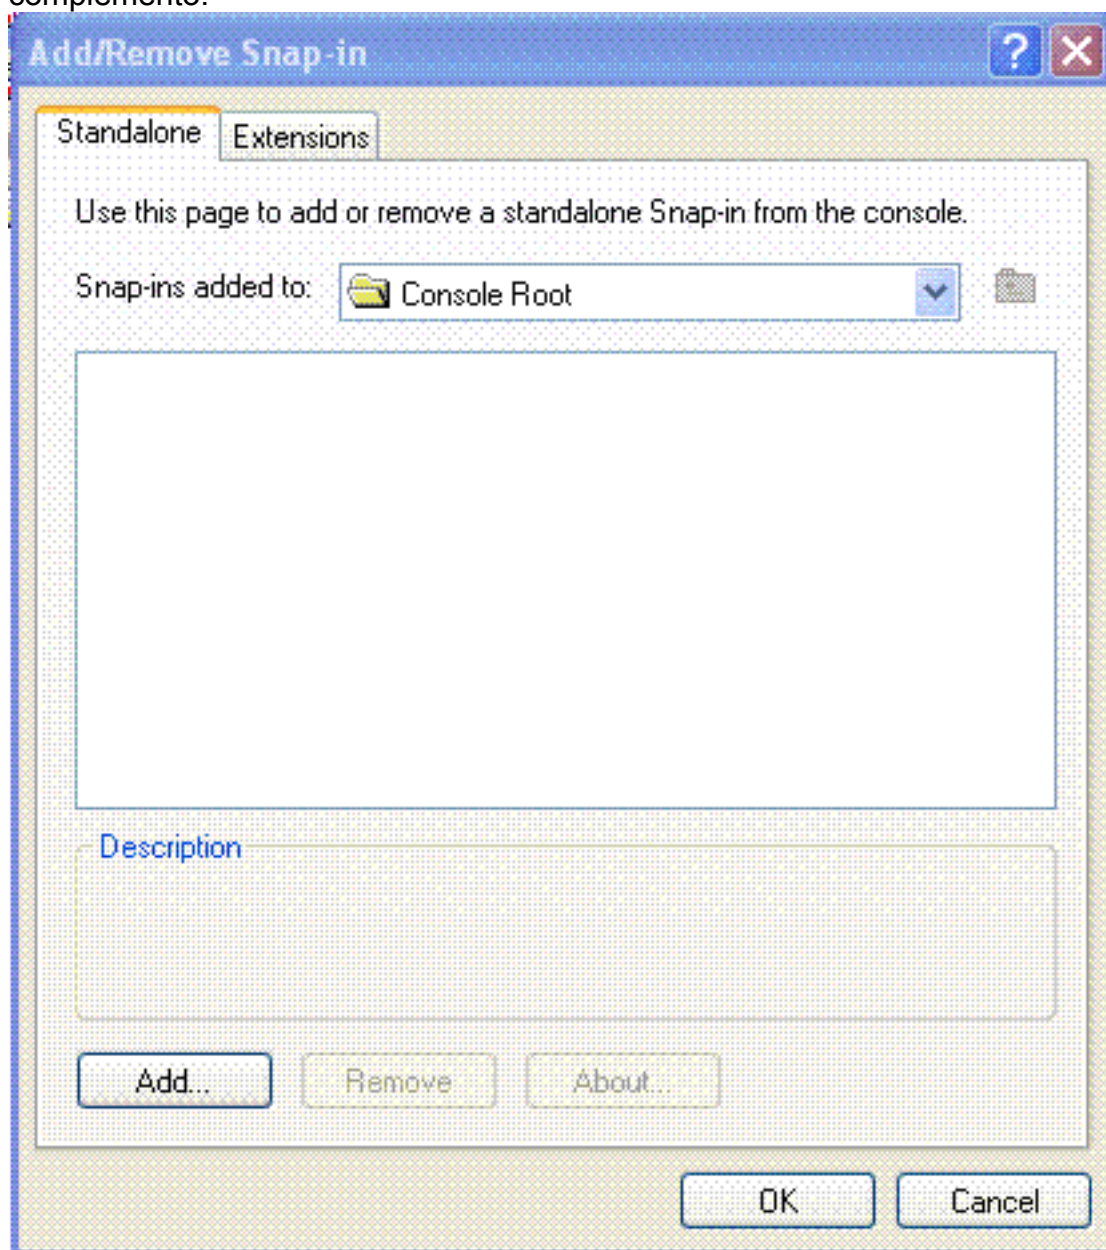 complemento.
Add/Remove Snap-in
Standalone
Extensions
Use this page to add or remove a standalone Snap-in from the console.
Snap-ins added to:
Console Root
Description
Add...
Remove
About...
OK
Cancel